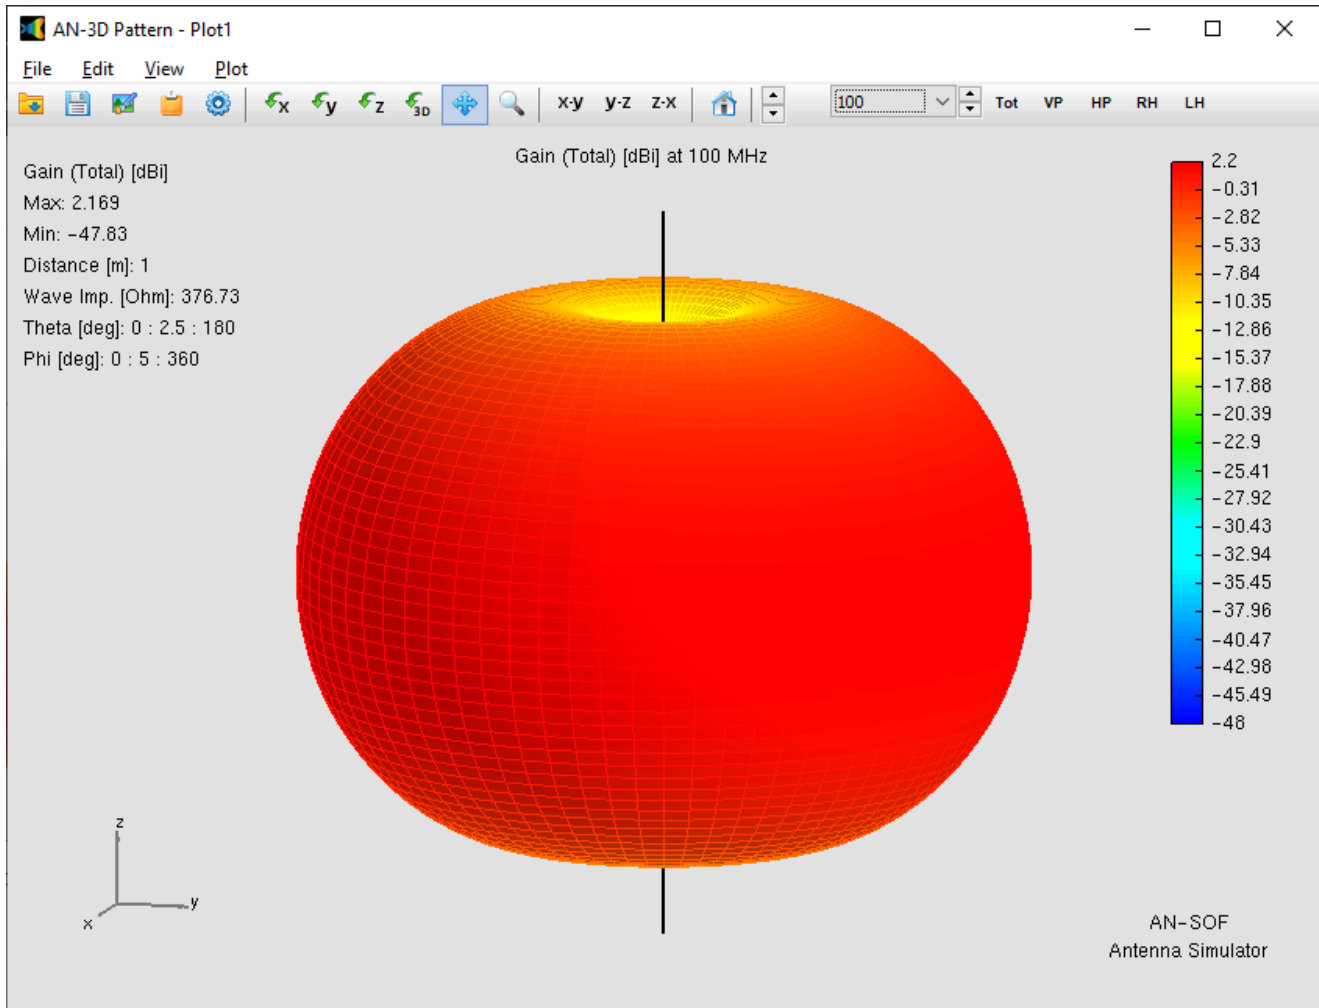 AN-3D Pattern - Plot1
File Edit View Plot
x y z 3D x-y y-z z-x 100 Tot VP HP RH LH
Gain (Total) [dBi] at 100 MHz
Gain (Total) [dBi]
Max: 2.169
Min: -47.83
Distance [m]: 1
Wave Imp. [Ohm]: 376.73
Theta [deg]: 0 : 2.5 : 180
Phi [deg]: 0 : 5 : 360
2.2
-0.31
-2.82
-5.33
-7.84
-10.35
-12.86
-15.37
-17.88
-20.39
-22.9
-25.41
-27.92
-30.43
-32.94
-35.45
-37.96
-40.47
-42.98
-45.49
-48
z
y
x
AN-SOF
Antenna Simulator